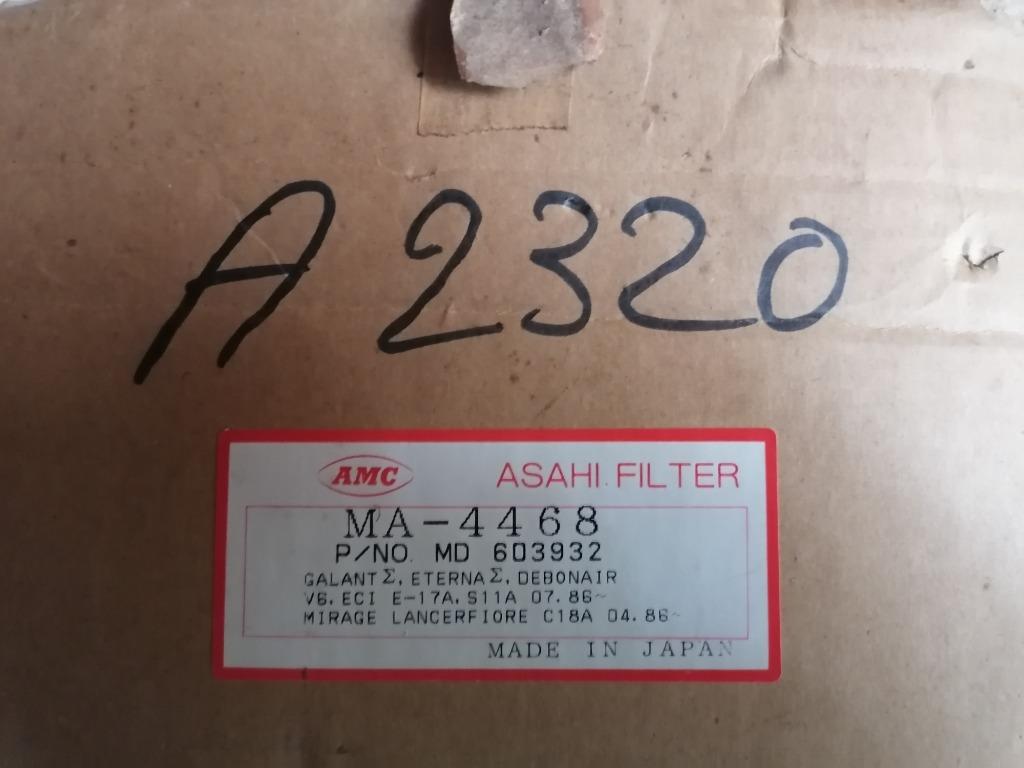 A2320
AMC ASAHI FILTER
MA-4468
P/NO. MD 603932
GALANT Σ, ETERNA Σ, DEBONAIR
V6. ECI E-17A, S11A 07.86~
MIRAGE LANCERFIORE C18A 04.86~
MADE IN JAPAN